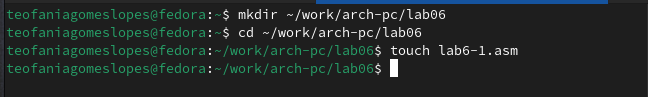 teofaniagomeslopes@fedora:~$ mkdir ~/work/arch-pc/lab06
teofaniagomeslopes@fedora:~$ cd ~/work/arch-pc/lab06
teofaniagomeslopes@fedora:~/work/arch-pc/lab06$ touch lab6-1.asm
teofaniagomeslopes@fedora:~/work/arch-pc/lab06$